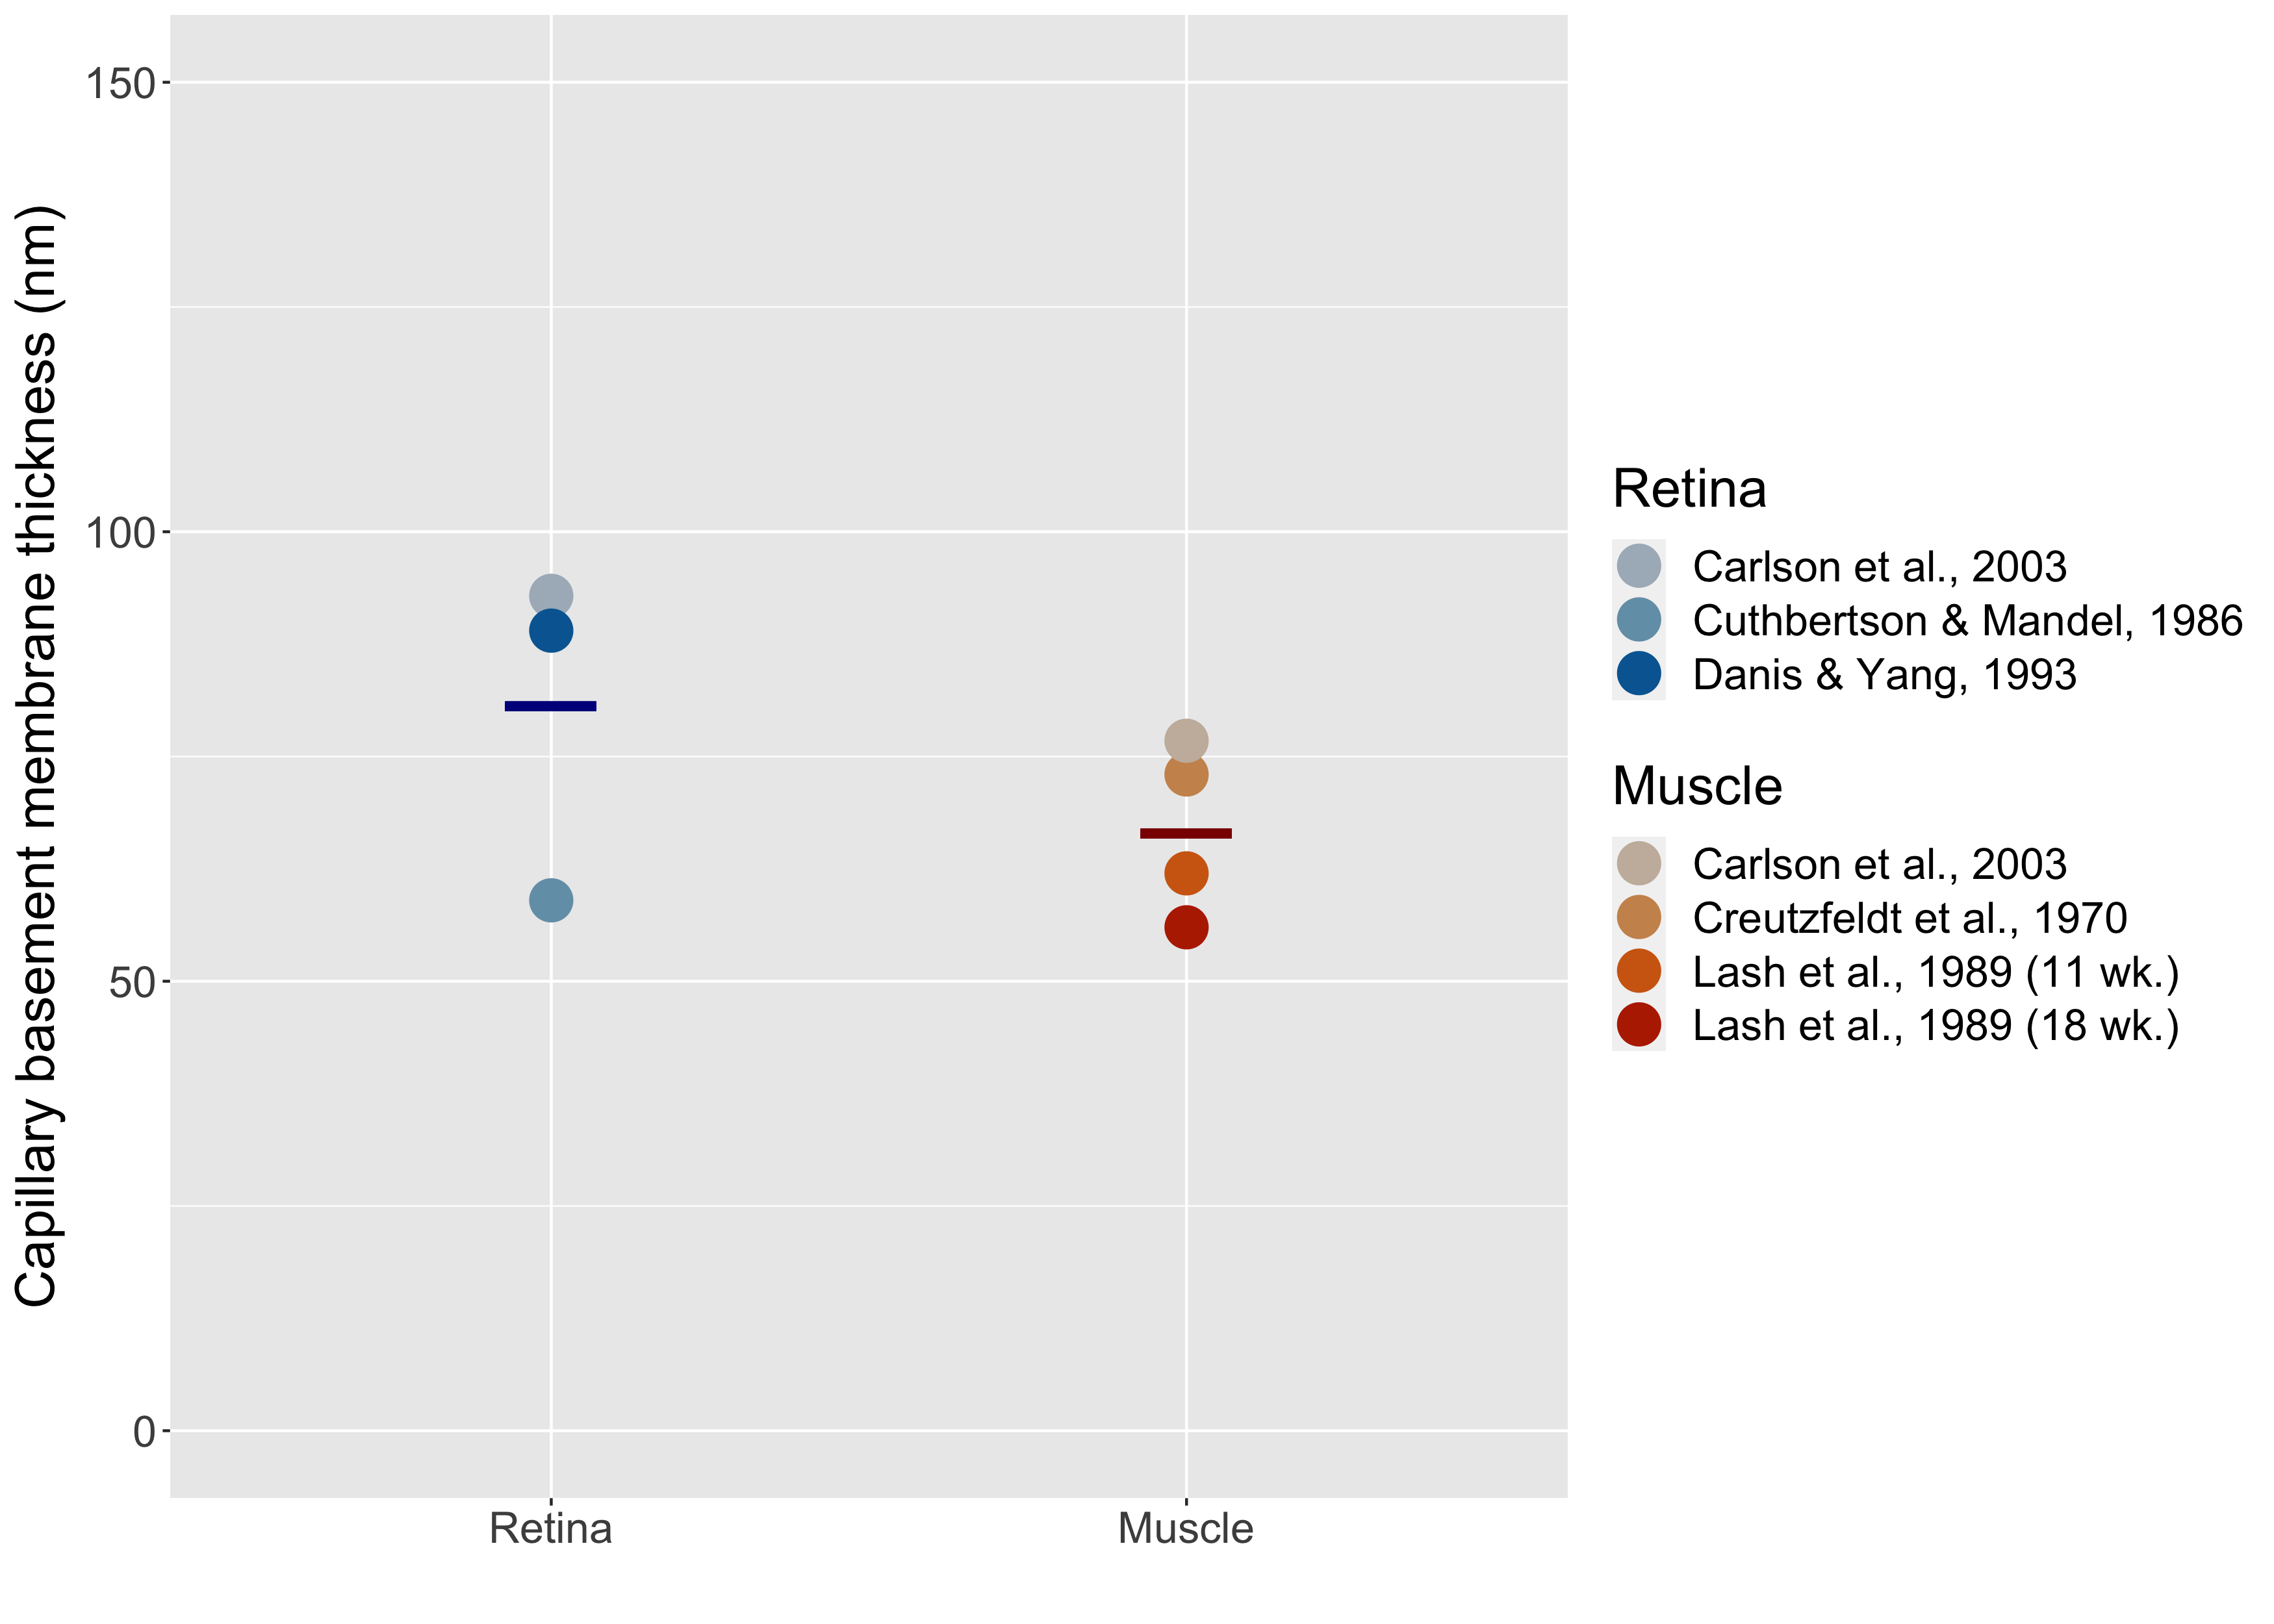 Capillary basement membrane thickness (nm)
150
100
50
0
Retina
Muscle
Retina
Carlson et al., 2003
Cuthbertson & Mandel, 1986
Danis & Yang, 1993
Muscle
Carlson et al., 2003
Creutzfeldt et al., 1970
Lash et al., 1989 (11 wk.)
Lash et al., 1989 (18 wk.)